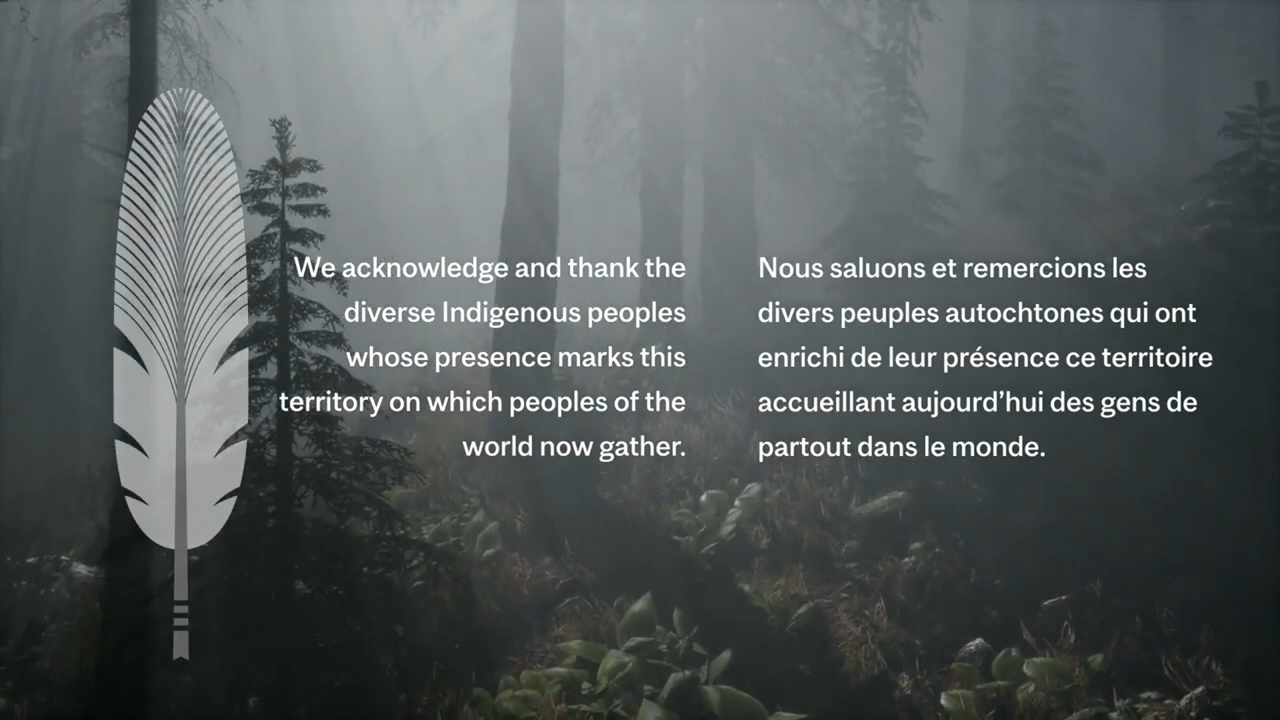 We acknowledge and thank the
diverse Indigenous peoples
whose presence marks this
territory on which peoples of the
world now gather.
Nous saluons et remercions les
divers peuples autochtones qui ont
enrichi de leur présence ce territoire
accueillant aujourd’hui des gens de
partout dans le monde.